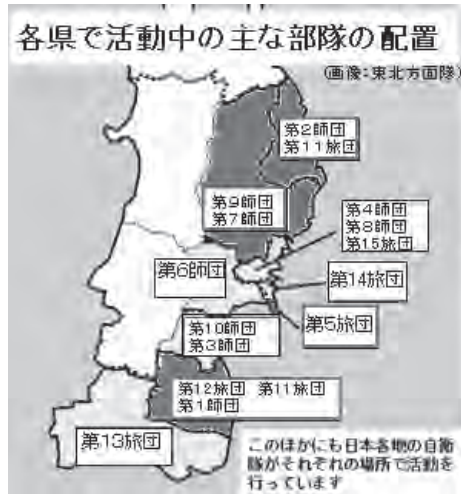 各県で活動中の主な部隊の配置
(画像:東北方面隊)
第2師団
第11旅団
第9師団
第7師団
第4師団
第8師団
第15旅団
第6師団
第14旅団
第5旅団
第10師団
第3師団
第12旅団 第11旅団
第1師団
第13旅団
このほかにも日本各地の自衛
隊がそれぞれの場所で活動を
行っています